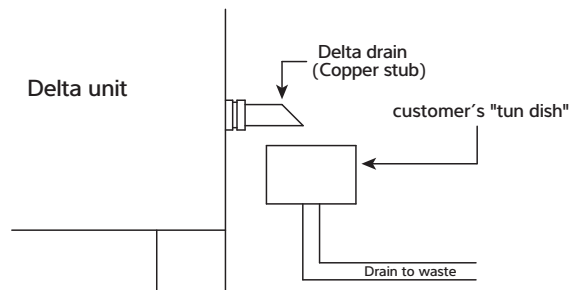 Delta drain
(Copper stub)
Delta unit
customer´s "tun dish"
Drain to waste